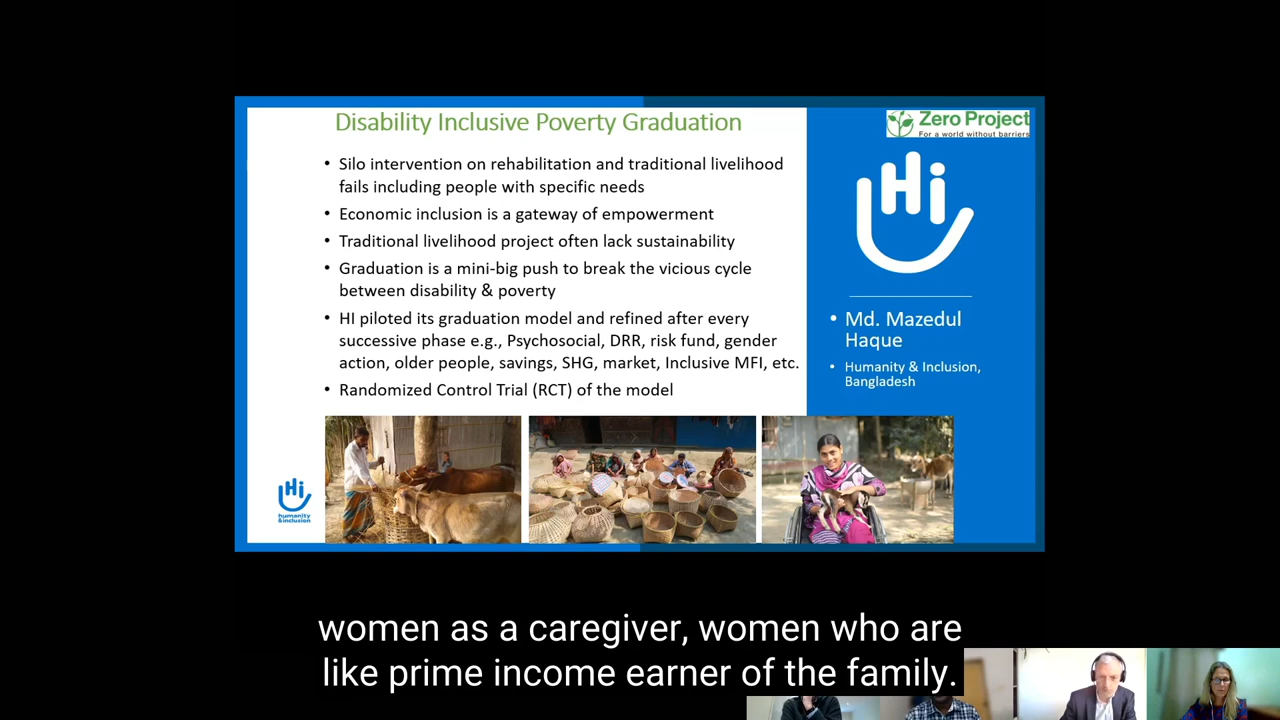 Disability Inclusive Poverty Graduation
• Silo intervention on rehabilitation and traditional livelihood
fails including people with specific needs
• Economic inclusion is a gateway of empowerment
• Traditional livelihood project often lack sustainability
• Graduation is a mini-big push to break the vicious cycle
between disability & poverty
• HI piloted its graduation model and refined after every
successive phase e.g., Psychosocial, DRR, risk fund, gender
action, older people, savings, SHG, market, Inclusive MFI, etc.
• Randomized Control Trial (RCT) of the model
Hi
humanity
&inclusion
Zero Project
For a world without barriers
Hi
• Md. Mazedul
Haque
• Humanity & Inclusion,
Bangladesh
women as a caregiver, women who are
like prime income earner of the family.